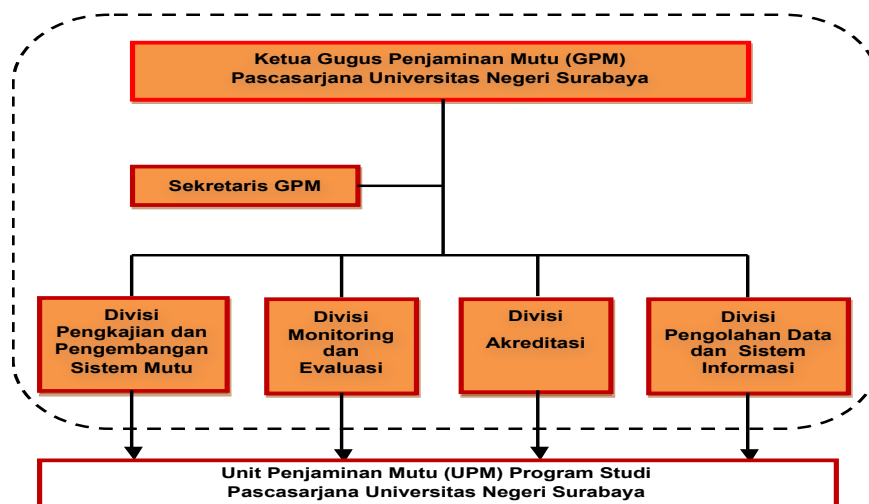 Ketua Gugus Penjaminan Mutu (GPM)
Pascasarjana Universitas Negeri Surabaya
Sekretaris GPM
Divisi
Pengkajian dan
Pengembangan
Sistem Mutu
Divisi
Monitoring
dan
Evaluasi
Divisi
Akreditasi
Divisi
Pengolahan Data
dan Sistem
Informasi
Unit Penjaminan Mutu (UPM) Program Studi
Pascasarjana Universitas Negeri Surabaya